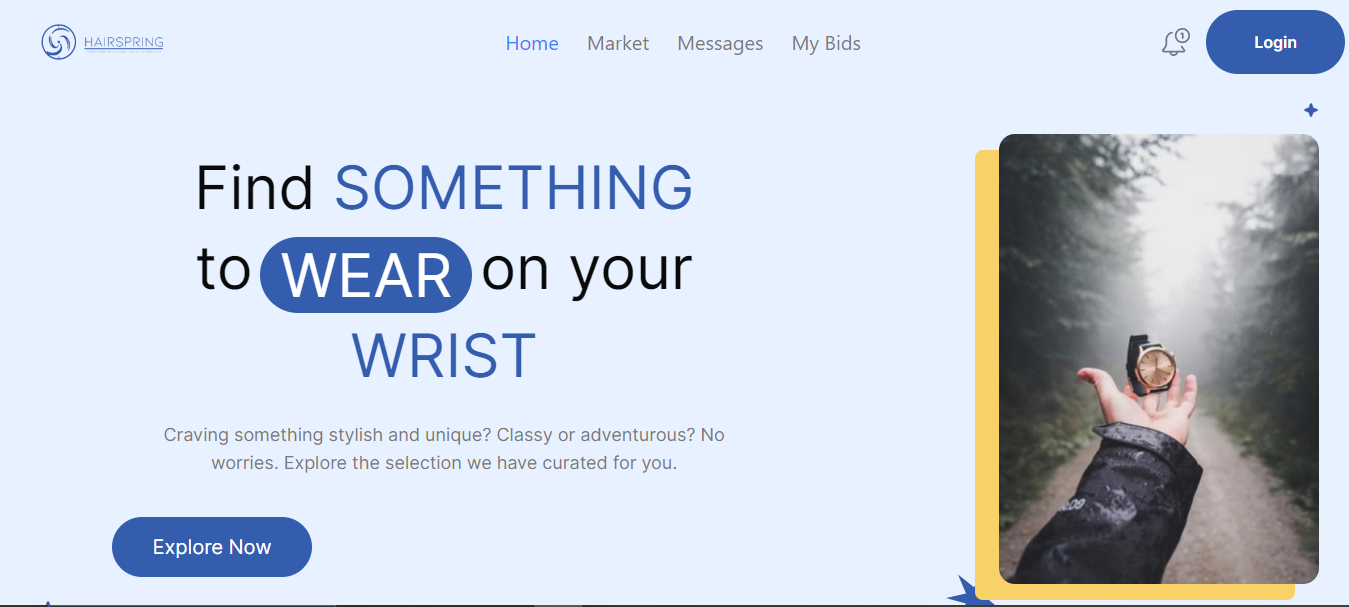 HAIRSPRING
Home Market Messages My Bids
1
Login
Find SOMETHING
to WEAR on your
WRIST
Craving something stylish and unique? Classy or adventurous? No
worries. Explore the selection we have curated for you.
Explore Now